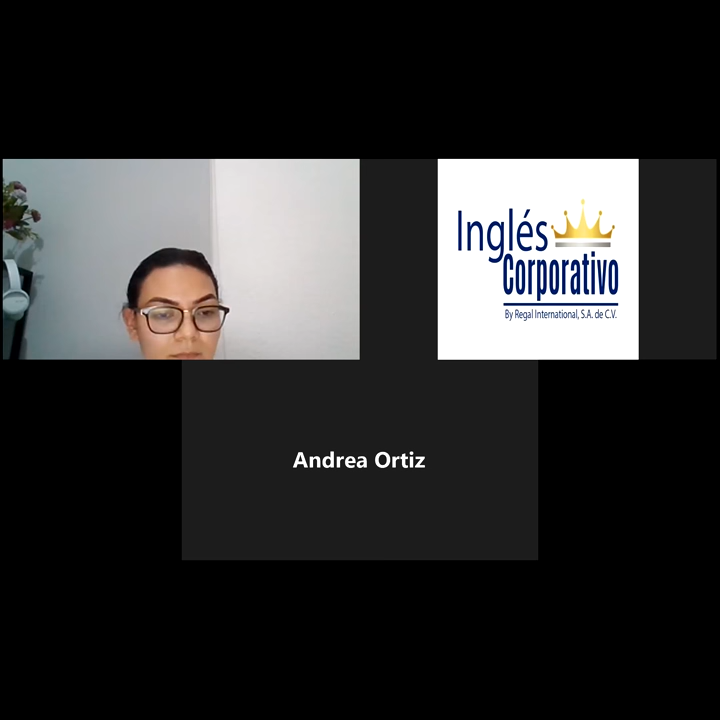 Inglés
Corporativo
By Regal International, S.A. de C.V.
Andrea Ortiz